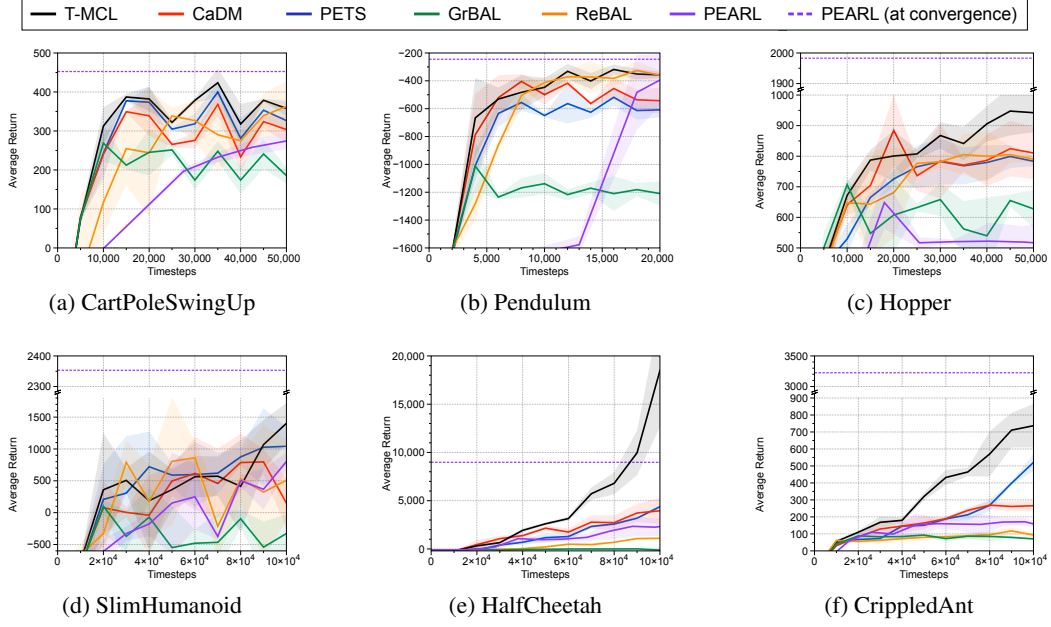 T-MCL CaDM PETS GrBAL ReBAL PEARL PEARL (at convergence)
Average Return
500
400
300
200
100
0
0 10,000 20,000 30,000 40,000 50,000
Timesteps
(a) CartPoleSwingUp
Average Return
−200
−400
−600
−800
−1000
−1200
−1400
−1600
0 5,000 10,000 15,000 20,000
Timesteps
(b) Pendulum
Average Return
2000
1900
1000
900
800
700
600
500
0 10,000 20,000 30,000 40,000 50,000
Timesteps
(c) Hopper
Average Return
2400
2300
1500
1000
500
0
−500
0 2×10⁴ 4×10⁴ 6×10⁴ 8×10⁴ 10×10⁴
Timesteps
(d) SlimHumanoid
Average Return
20,000
15,000
10,000
5,000
0
0 2×10⁴ 4×10⁴ 6×10⁴ 8×10⁴ 10×10⁴
Timesteps
(e) HalfCheetah
Average Return
3500
3000
900
800
700
600
500
400
300
200
100
0
0 2×10⁴ 4×10⁴ 6×10⁴ 8×10⁴ 10×10⁴
Timesteps
(f) CrippledAnt